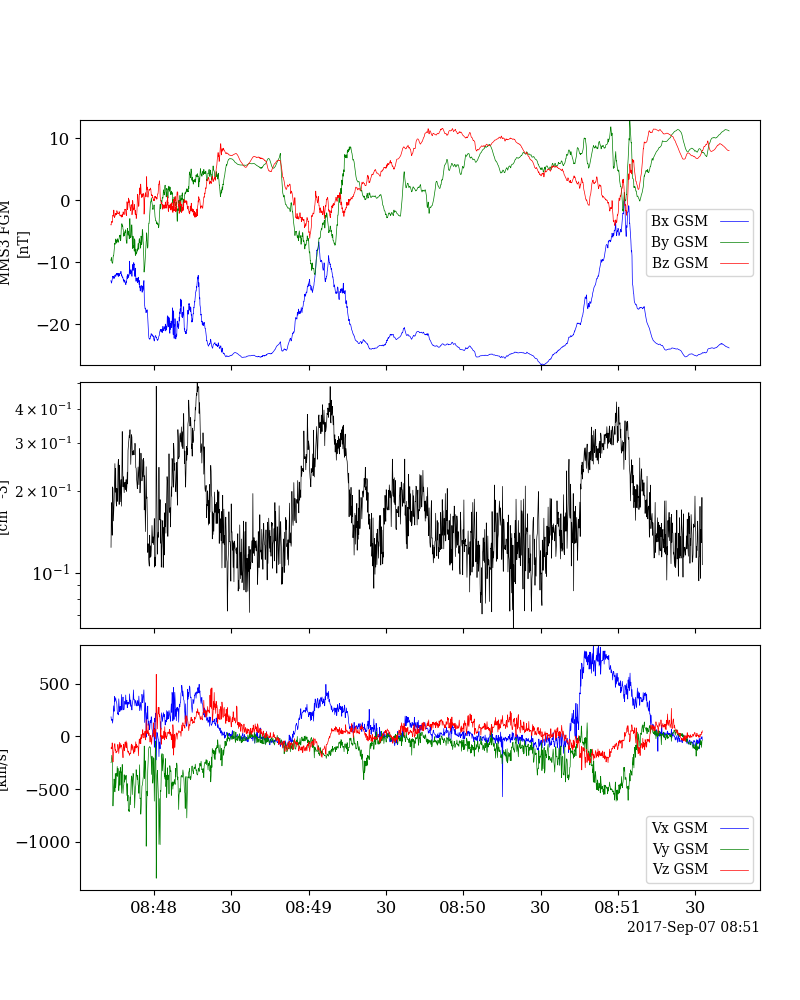 10
0
−10
−20
MMS3 FGM
[nT]
Bx GSM
By GSM
Bz GSM
4 × 10⁻¹
3 × 10⁻¹
2 × 10⁻¹
10⁻¹
500
0
−500
−1000
[km/s]
Vx GSM
Vy GSM
Vz GSM
08:48 30 08:49 30 08:50 30 08:51 30
2017-Sep-07 08:51